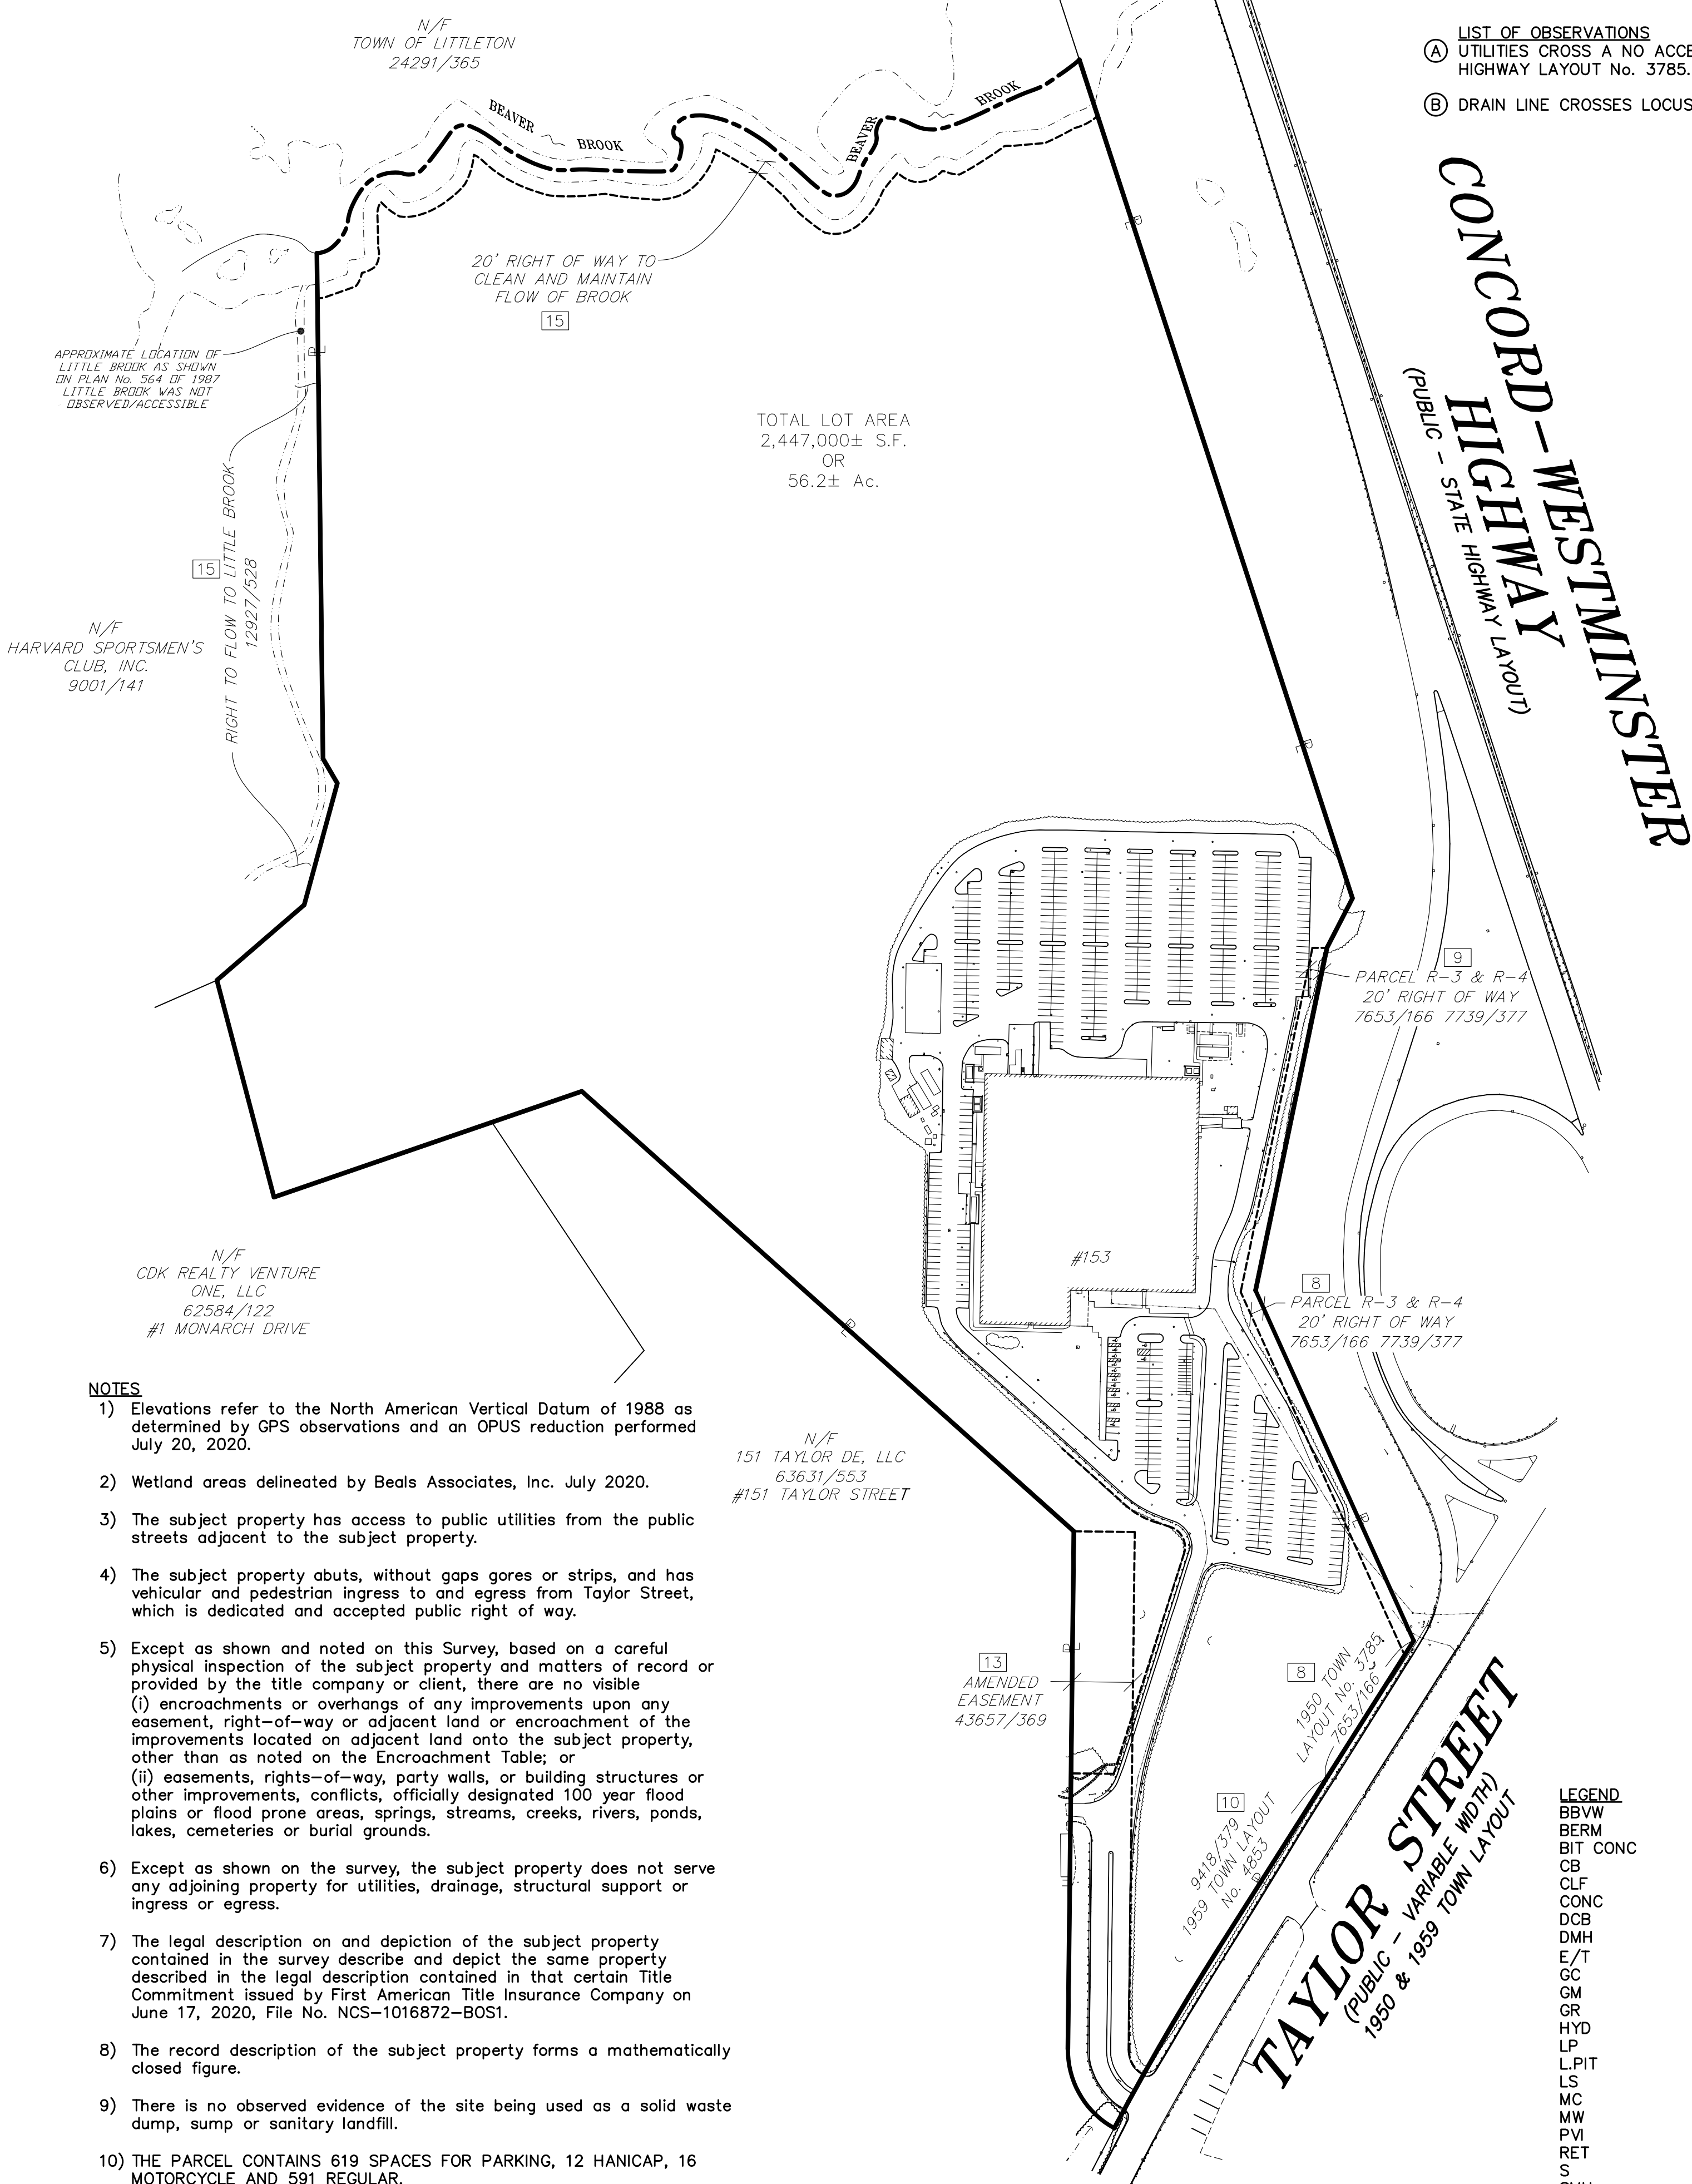 N/F
TOWN OF LITTLETON
24291/365
LIST OF OBSERVATIONS
A UTILITIES CROSS A NO ACCE
HIGHWAY LAYOUT No. 3785.
B DRAIN LINE CROSSES LOCUS
BEAVER
BROOK
BEAVER
BROOK
20' RIGHT OF WAY TO
CLEAN AND MAINTAIN
FLOW OF BROOK
15
APPROXIMATE LOCATION OF
LITTLE BROOK AS SHOWN
ON PLAN No. 564 OF 1987
LITTLE BROOK WAS NOT
OBSERVED/ACCESSIBLE
TOTAL LOT AREA
2,447,000± S.F.
OR
56.2± Ac.
CONCORD-WESTMINSTER
HIGHWAY
(PUBLIC - STATE HIGHWAY LAYOUT)
15
RIGHT TO FLOW TO LITTLE BROOK
12927/528
N/F
HARVARD SPORTSMEN'S
CLUB, INC.
9001/141
PL
PL
PL
9
PARCEL R-3 & R-4
20' RIGHT OF WAY
7653/166 7739/377
#153
N/F
CDK REALTY VENTURE
ONE, LLC
62584/122
#1 MONARCH DRIVE
8
PARCEL R-3 & R-4
20' RIGHT OF WAY
7653/166 7739/377
PL
N/F
151 TAYLOR DE, LLC
63631/553
#151 TAYLOR STREET
PL
PL
13
AMENDED
EASEMENT
43657/369
8
1950 TOWN
LAYOUT No. 3785
7653/166
10
9418/379
1959 TOWN LAYOUT
No. 4853
PL
TAYLOR STREET
(PUBLIC - VARIABLE WIDTH)
1950 & 1959 TOWN LAYOUT
NOTES
1) Elevations refer to the North American Vertical Datum of 1988 as
determined by GPS observations and an OPUS reduction performed
July 20, 2020.
2) Wetland areas delineated by Beals Associates, Inc. July 2020.
3) The subject property has access to public utilities from the public
streets adjacent to the subject property.
4) The subject property abuts, without gaps gores or strips, and has
vehicular and pedestrian ingress to and egress from Taylor Street,
which is dedicated and accepted public right of way.
5) Except as shown and noted on this Survey, based on a careful
physical inspection of the subject property and matters of record or
provided by the title company or client, there are no visible
(i) encroachments or overhangs of any improvements upon any
easement, right-of-way or adjacent land or encroachment of the
improvements located on adjacent land onto the subject property,
other than as noted on the Encroachment Table; or
(ii) easements, rights-of-way, party walls, or building structures or
other improvements, conflicts, officially designated 100 year flood
plains or flood prone areas, springs, streams, creeks, rivers, ponds,
lakes, cemeteries or burial grounds.
6) Except as shown on the survey, the subject property does not serve
any adjoining property for utilities, drainage, structural support or
ingress or egress.
7) The legal description on and depiction of the subject property
contained in the survey describe and depict the same property
described in the legal description contained in that certain Title
Commitment issued by First American Title Insurance Company on
June 17, 2020, File No. NCS-1016872-BOS1.
8) The record description of the subject property forms a mathematically
closed figure.
9) There is no observed evidence of the site being used as a solid waste
dump, sump or sanitary landfill.
10) THE PARCEL CONTAINS 619 SPACES FOR PARKING, 12 HANICAP, 16
MOTORCYCLE AND 591 REGULAR.
LEGEND
BBVW
BERM
BIT CONC
CB
CLF
CONC
DCB
DMH
E/T
GC
GM
GR
HYD
LP
L.PIT
LS
MC
MW
PVI
RET
S